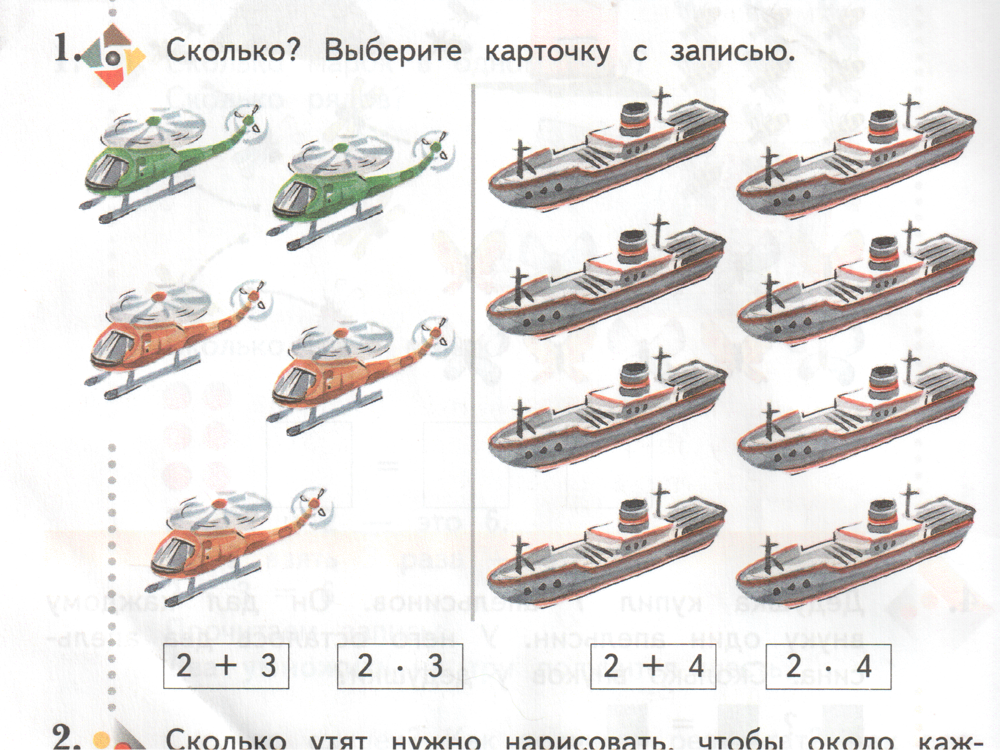 1. Сколько? Выберите карточку с записью.
2 + 3
2 · 3
2 + 4
2 · 4
2. Сколько утят нужно нарисовать, чтобы около каж-